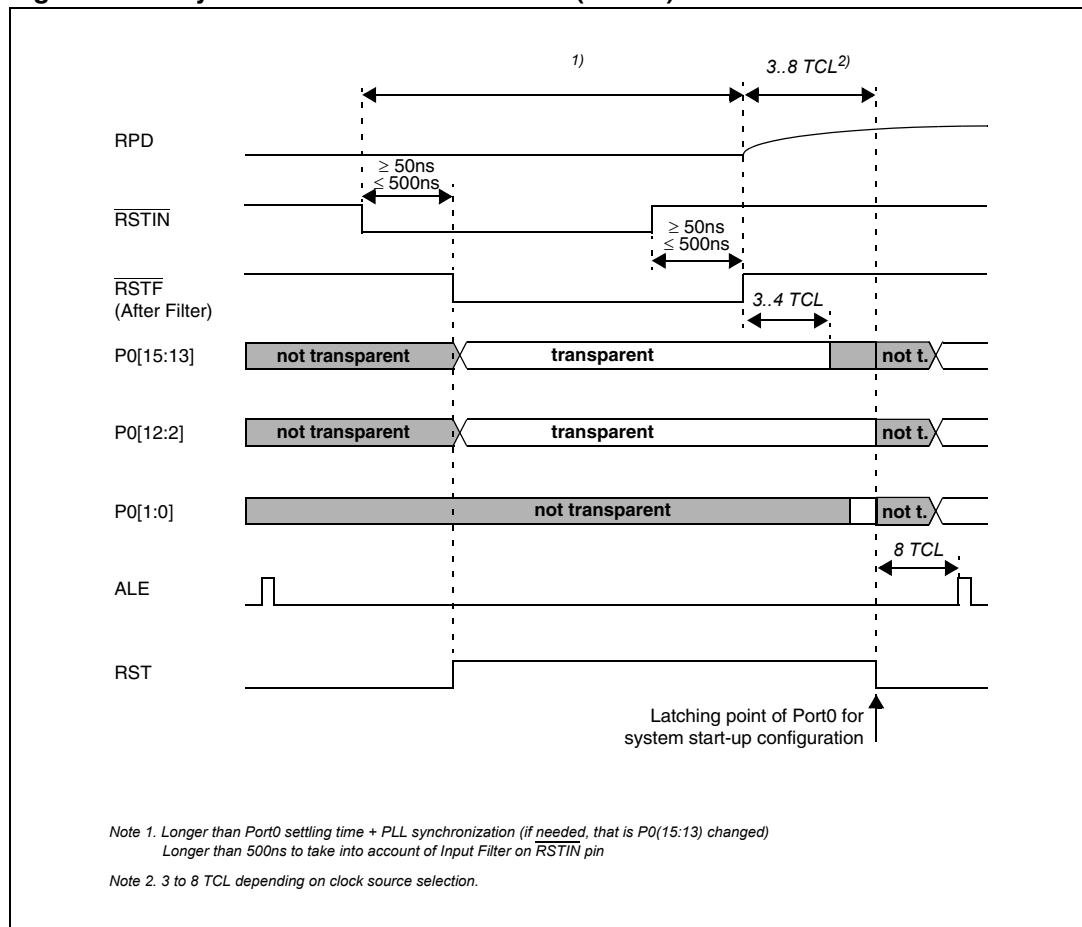 1)
3..8 TCL2)
RPD
≥ 50ns
≤ 500ns
RSTIN
≥ 50ns
≤ 500ns
RSTF
(After Filter)
3..4 TCL
P0[15:13]
not transparent
transparent
not t.
P0[12:2]
not transparent
transparent
not t.
P0[1:0]
not transparent
not t.
8 TCL
ALE
RST
Latching point of Port0 for
system start-up configuration
Note 1. Longer than Port0 settling time + PLL synchronization (if needed, that is P0(15:13) changed)
Longer than 500ns to take into account of Input Filter on RSTIN pin
Note 2. 3 to 8 TCL depending on clock source selection.